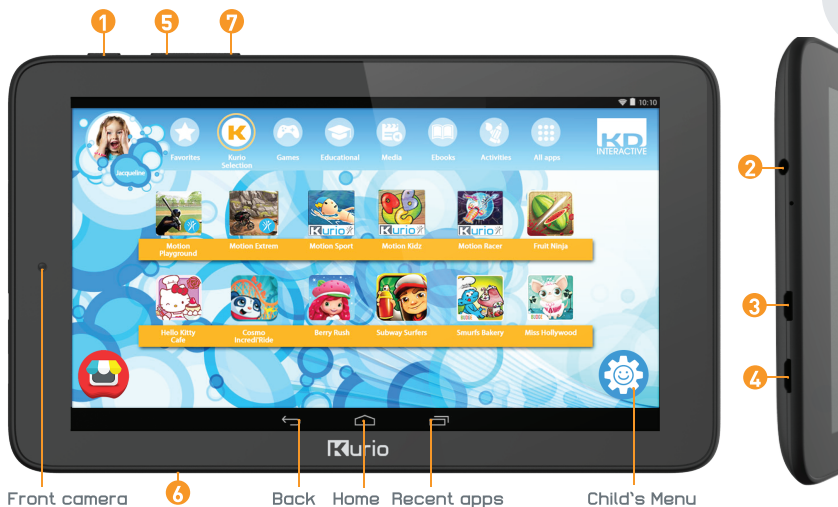 1
5
7
10:10
Jacqueline
Favorites
Kurio
Selection
Games
Educational
Media
Ebooks
Activities
All apps
KD
INTERACTIVE
2
Kurio
Kurio
Kurio
Motion
Playground
Motion Extrem
Motion Sport
Motion Kidz
Motion Racer
Fruit Ninja
3
Hello Kitty
Cafe
Cosmo
Incredi'Ride
Berry Rush
Subway Surfers
Smurfs Bakery
Miss Hollywood
4
Kurio
6
Front camera
Back
Home
Recent apps
Child's Menu